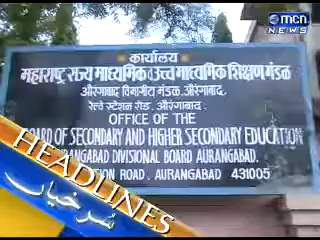 mcn
NEWS
कार्यालय
महाराष्ट्र राज्य माध्यमिक व उच्च माध्यमिक शिक्षण मंडळ
औरंगाबाद विभागीय मंडळ, औरंगाबाद.
रेल्वे स्टेशन रोड, औरंगाबाद.
OFFICE OF THE
BOARD OF SECONDARY AND HIGHER SECONDARY EDUCATION
AURANGABAD DIVISIONAL BOARD AURANGABAD.
STATION ROAD, AURANGABAD 431005
HEADLINES
سرخیاں